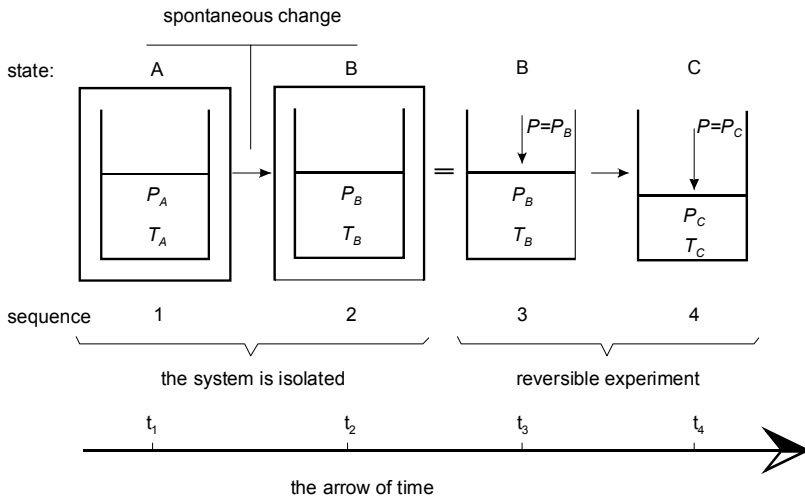 spontaneous change
state: A B B C
P=P_B P=P_C
P_A P_B P_B P_C
T_A T_B T_B T_C
=
sequence 1 2 3 4
the system is isolated reversible experiment
t_1 t_2 t_3 t_4
the arrow of time